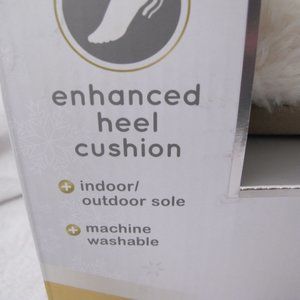 enhanced
heel
cushion
+ indoor/
outdoor sole
+ machine
washable